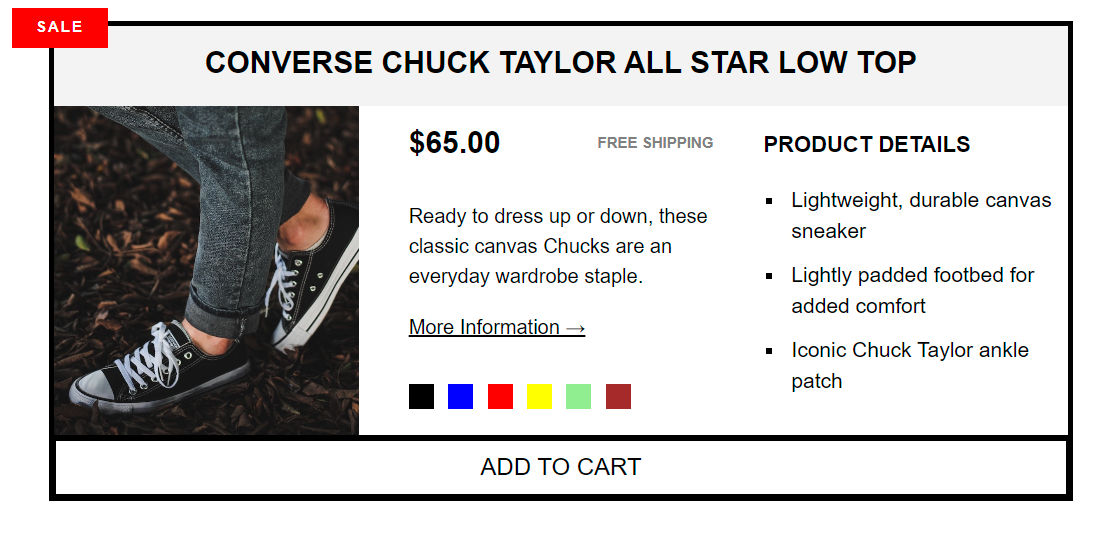 SALE
CONVERSE CHUCK TAYLOR ALL STAR LOW TOP
$65.00
FREE SHIPPING
Ready to dress up or down, these
classic canvas Chucks are an
everyday wardrobe staple.
More Information →
PRODUCT DETAILS
Lightweight, durable canvas
sneaker
Lightly padded footbed for
added comfort
Iconic Chuck Taylor ankle
patch
ADD TO CART